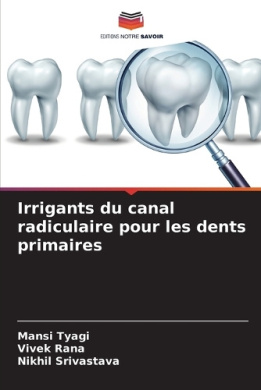 EDITIONS NOTRE SAVOIR
Irrigants du canal
radiculaire pour les dents
primaires
Mansi Tyagi
Vivek Rana
Nikhil Srivastava